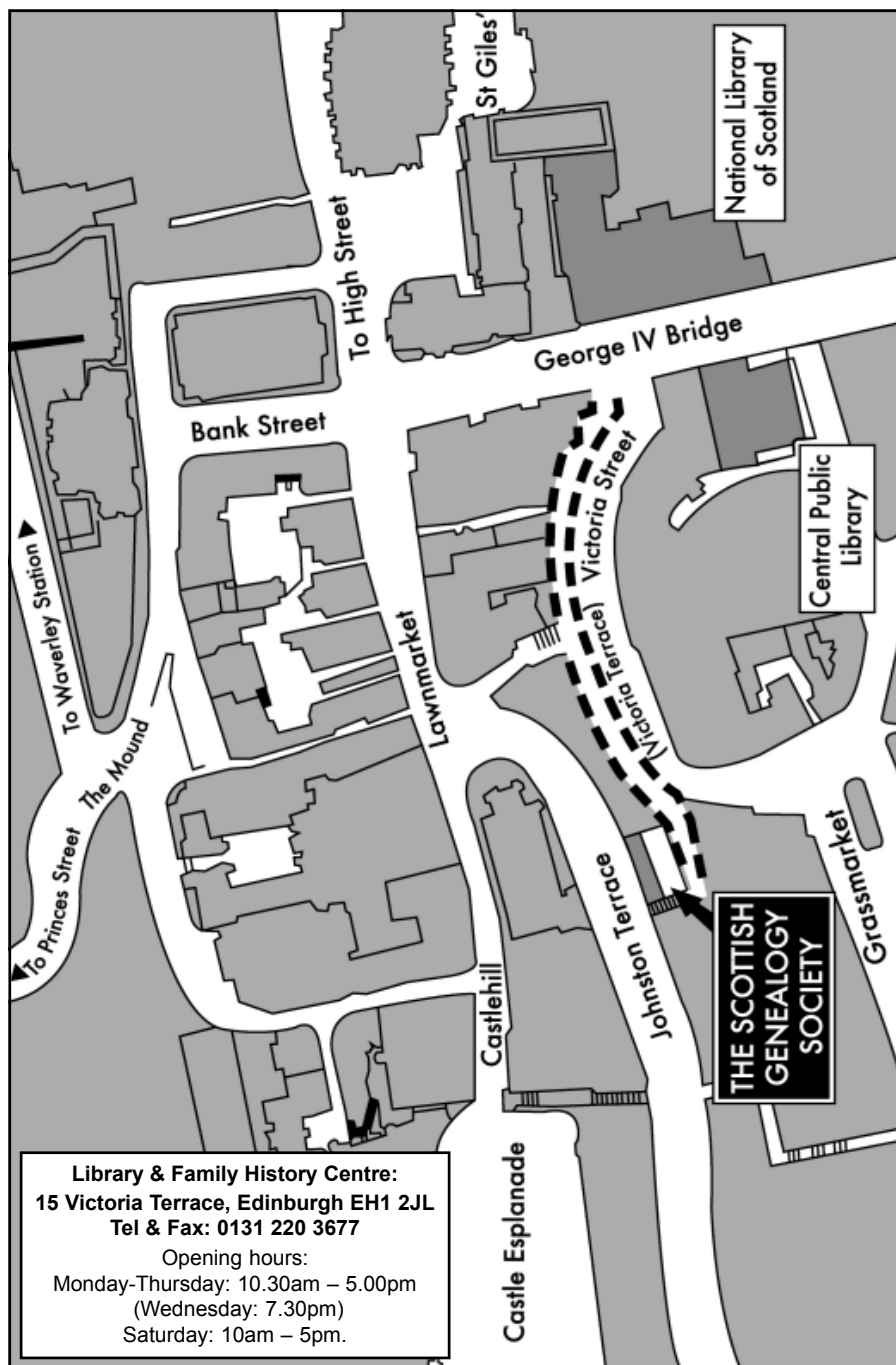 St Giles'
National Library
of Scotland
To High Street
George IV Bridge
Bank Street
To Waverley Station
The Mound
To Princes Street
Lawnmarket
Victoria Street
(Victoria Terrace)
Central Public
Library
Johnston Terrace
Castlehill
Grassmarket
THE SCOTTISH
GENEALOGY
SOCIETY
Castle Esplanade
Library & Family History Centre:
15 Victoria Terrace, Edinburgh EH1 2JL
Tel & Fax: 0131 220 3677
Opening hours:
Monday-Thursday: 10.30am – 5.00pm
(Wednesday: 7.30pm)
Saturday: 10am – 5pm.